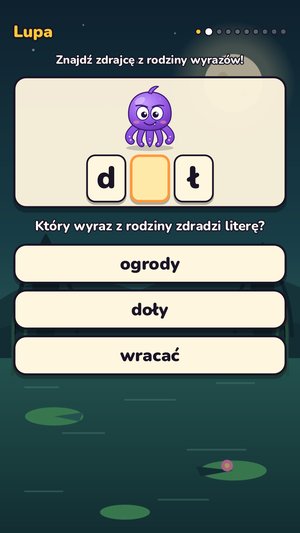 Lupa
Znajdź zdrajcę z rodziny wyrazów!
d ł
Który wyraz z rodziny zdradzi literę?
ogrody
doły
wracać